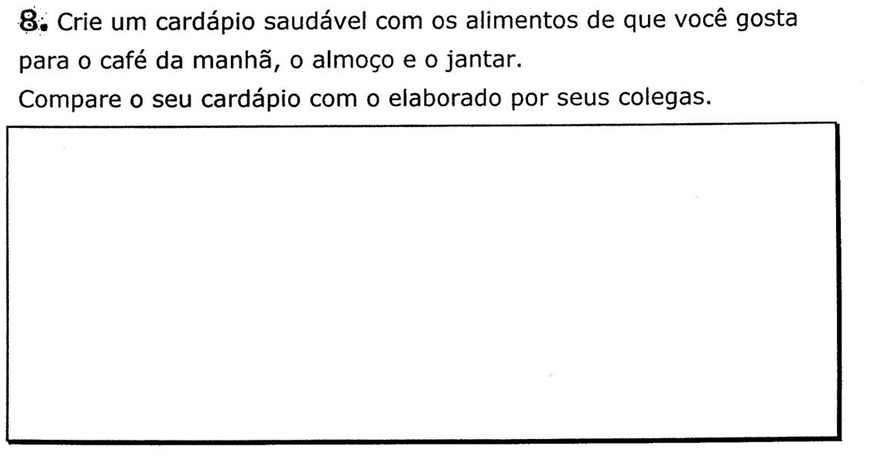 8. Crie um cardápio saudável com os alimentos de que você gosta
para o café da manhã, o almoço e o jantar.
Compare o seu cardápio com o elaborado por seus colegas.